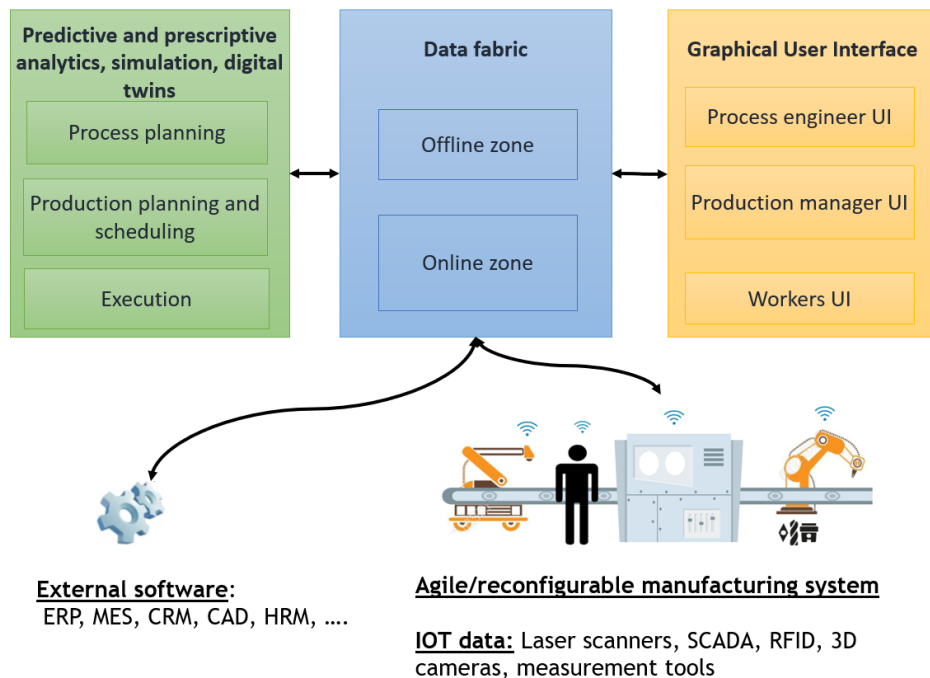 Predictive and prescriptive
analytics, simulation, digital
twins
Process planning
Production planning and
scheduling
Execution
Data fabric
Offline zone
Online zone
Graphical User Interface
Process engineer UI
Production manager UI
Workers UI
External software:
ERP, MES, CRM, CAD, HRM, ....
Agile/reconfigurable manufacturing system
IOT data: Laser scanners, SCADA, RFID, 3D
cameras, measurement tools